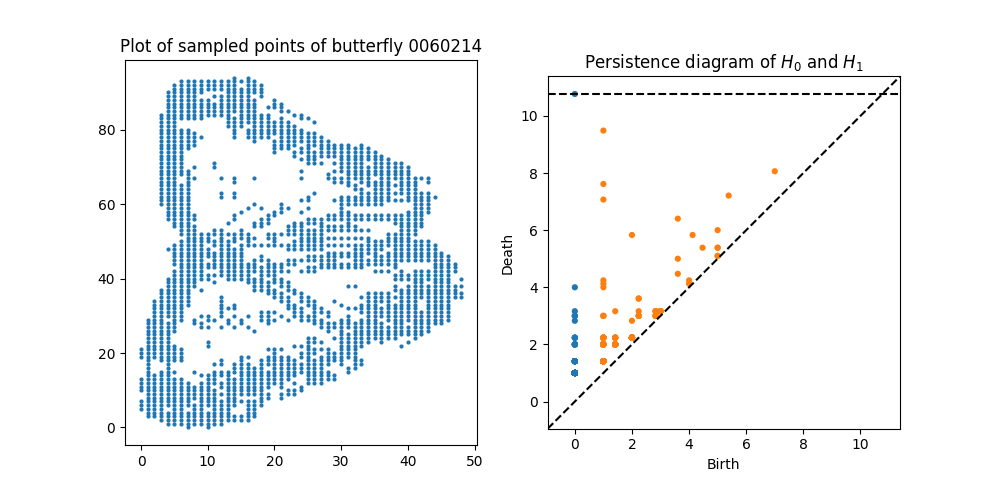 Plot of sampled points of butterfly 0060214
80
60
40
20
0
0 10 20 30 40 50
Persistence diagram of H₀ and H₁
Death
10
8
6
4
2
0
0 2 4 6 8 10
Birth